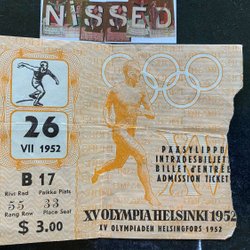 NiSSED
26
VII 1952
PÄÄSYLIPPU
INTRÄDESBILJETT
BILLET d'ENTRÉE
ADMISSION TICKET
B 17
Rivi Rad Paikka Plats
55 33
Rang Row Place Seat
$ 3.00
XV OLYMPIA HELSINKI 1952
XV OLYMPIADEN HELSINGFORS 1952